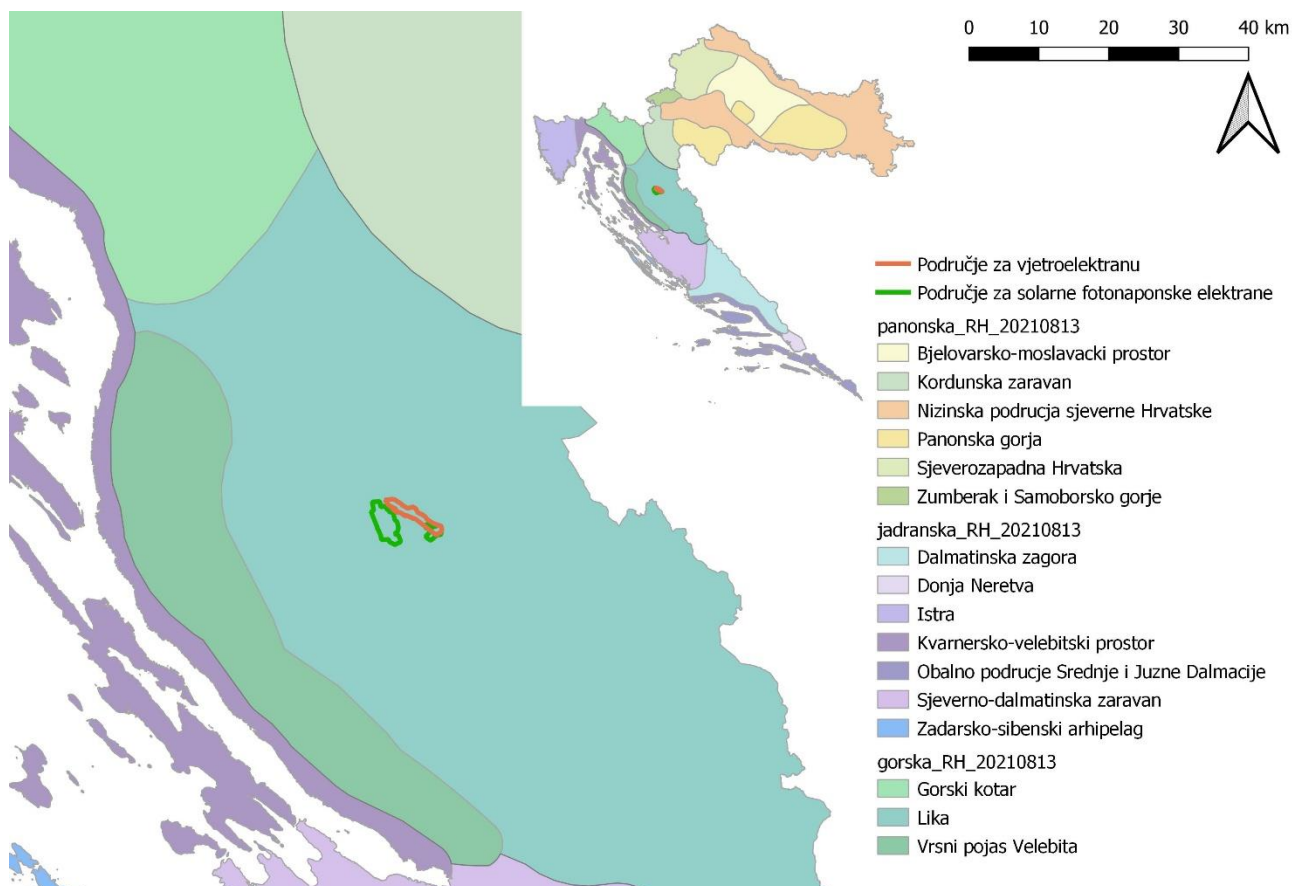 0 10 20 30 40 km
Područje za vjetroelektranu
Područje za solarne fotonaponske elektrane
panonska_RH_20210813
Bjelovarsko-moslavacki prostor
Kordunska zaravan
Nizinska podrucja sjeverne Hrvatske
Panonska gorja
Sjeverozapadna Hrvatska
Zumberak i Samoborsko gorje
jadranska_RH_20210813
Dalmatinska zagora
Donja Neretva
Istra
Kvarnersko-velebitski prostor
Obalno podrucje Srednje i Juzne Dalmacije
Sjeverno-dalmatinska zaravan
Zadarsko-sibenski arhipelag
gorska_RH_20210813
Gorski kotar
Lika
Vrsni pojas Velebita